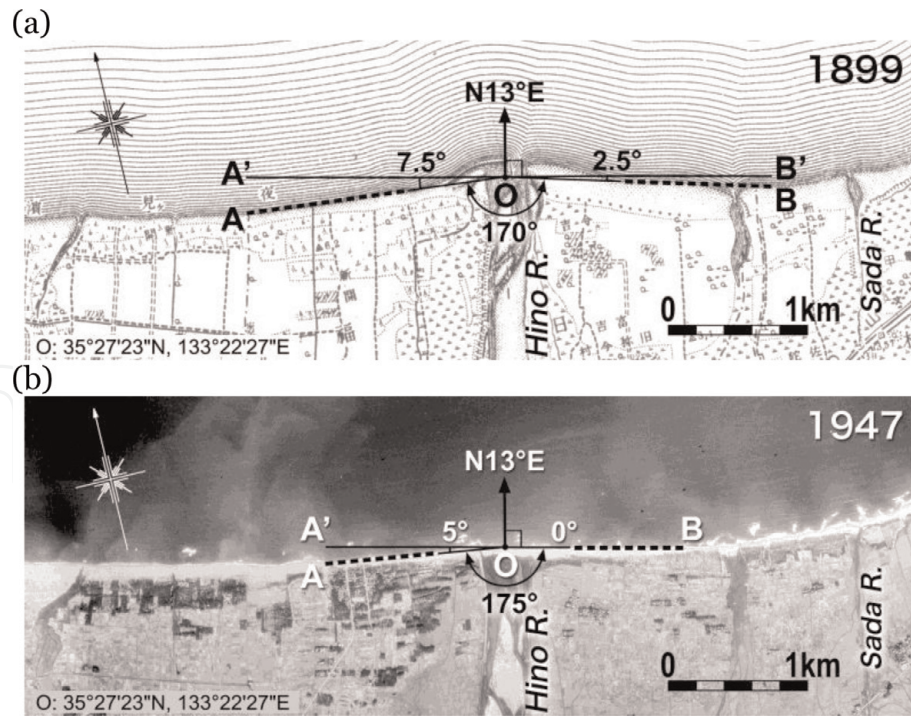 (a)
1899
N13°E
A’ 7.5° 2.5° B’
A O B
170°
Hino R.
Sada R.
0 1km
O: 35°27'23"N, 133°22'27"E
(b)
1947
N13°E
A’ 5° 0° B
A O
175°
Hino R.
Sada R.
0 1km
O: 35°27'23"N, 133°22'27"E